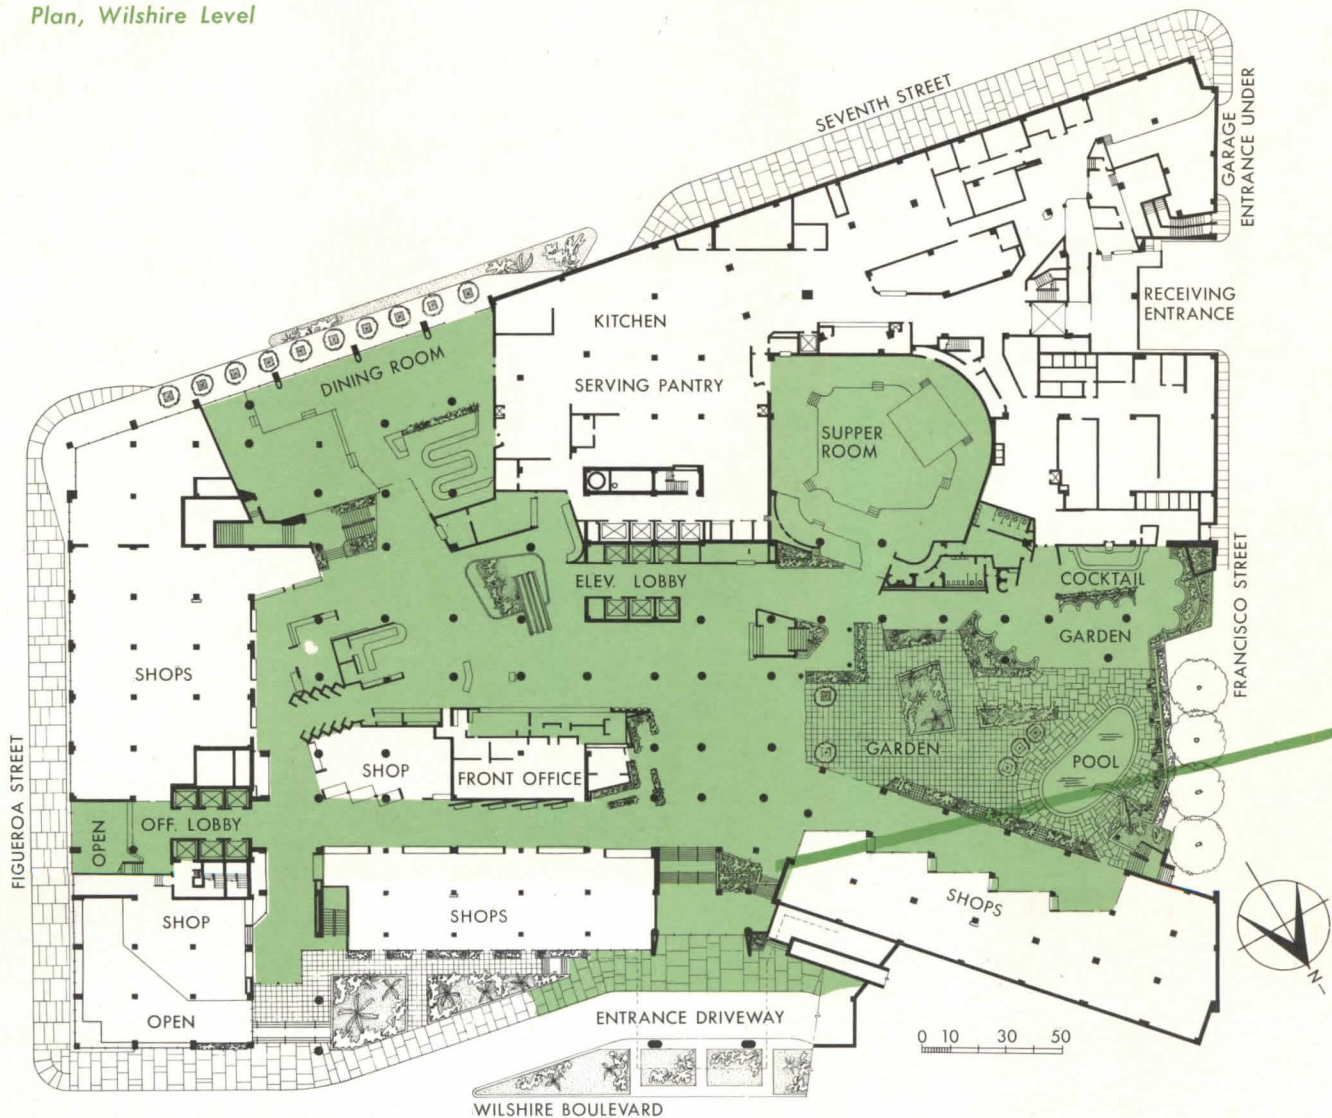 Plan, Wilshire Level
SEVENTH STREET
GARAGE
ENTRANCE UNDER
RECEIVING
ENTRANCE
KITCHEN
DINING ROOM
SERVING PANTRY
SUPPER
ROOM
FRANCISCO STREET
ELEV. LOBBY
COCKTAIL
GARDEN
SHOPS
GARDEN
POOL
SHOP
FRONT OFFICE
FIGUEROA STREET
OPEN
OFF. LOBBY
SHOP
SHOPS
SHOPS
N
OPEN
ENTRANCE DRIVEWAY
0 10 30 50
WILSHIRE BOULEVARD